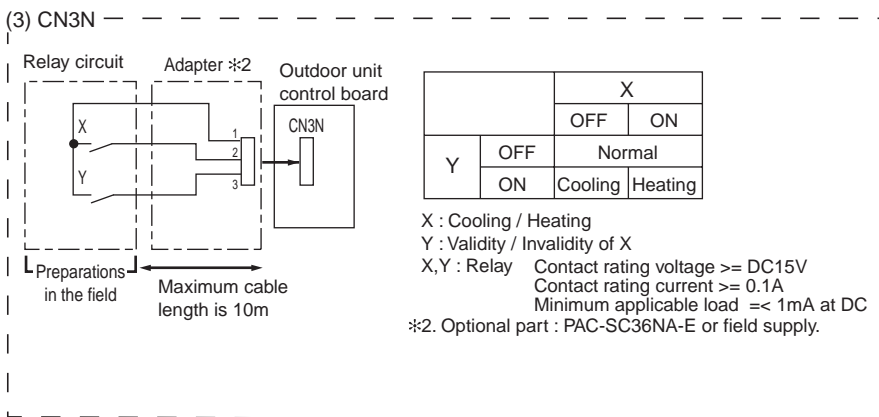 (3) CN3N
Relay circuit
Adapter ✻2
Outdoor unit
control board
X
Y
1
2
3
CN3N
Preparations
in the field
Maximum cable
length is 10m
X
OFF ON
Y OFF Normal
ON Cooling Heating
X : Cooling / Heating
Y : Validity / Invalidity of X
X,Y : Relay Contact rating voltage >= DC15V
Contact rating current >= 0.1A
Minimum applicable load =< 1mA at DC
✻2. Optional part : PAC-SC36NA-E or field supply.